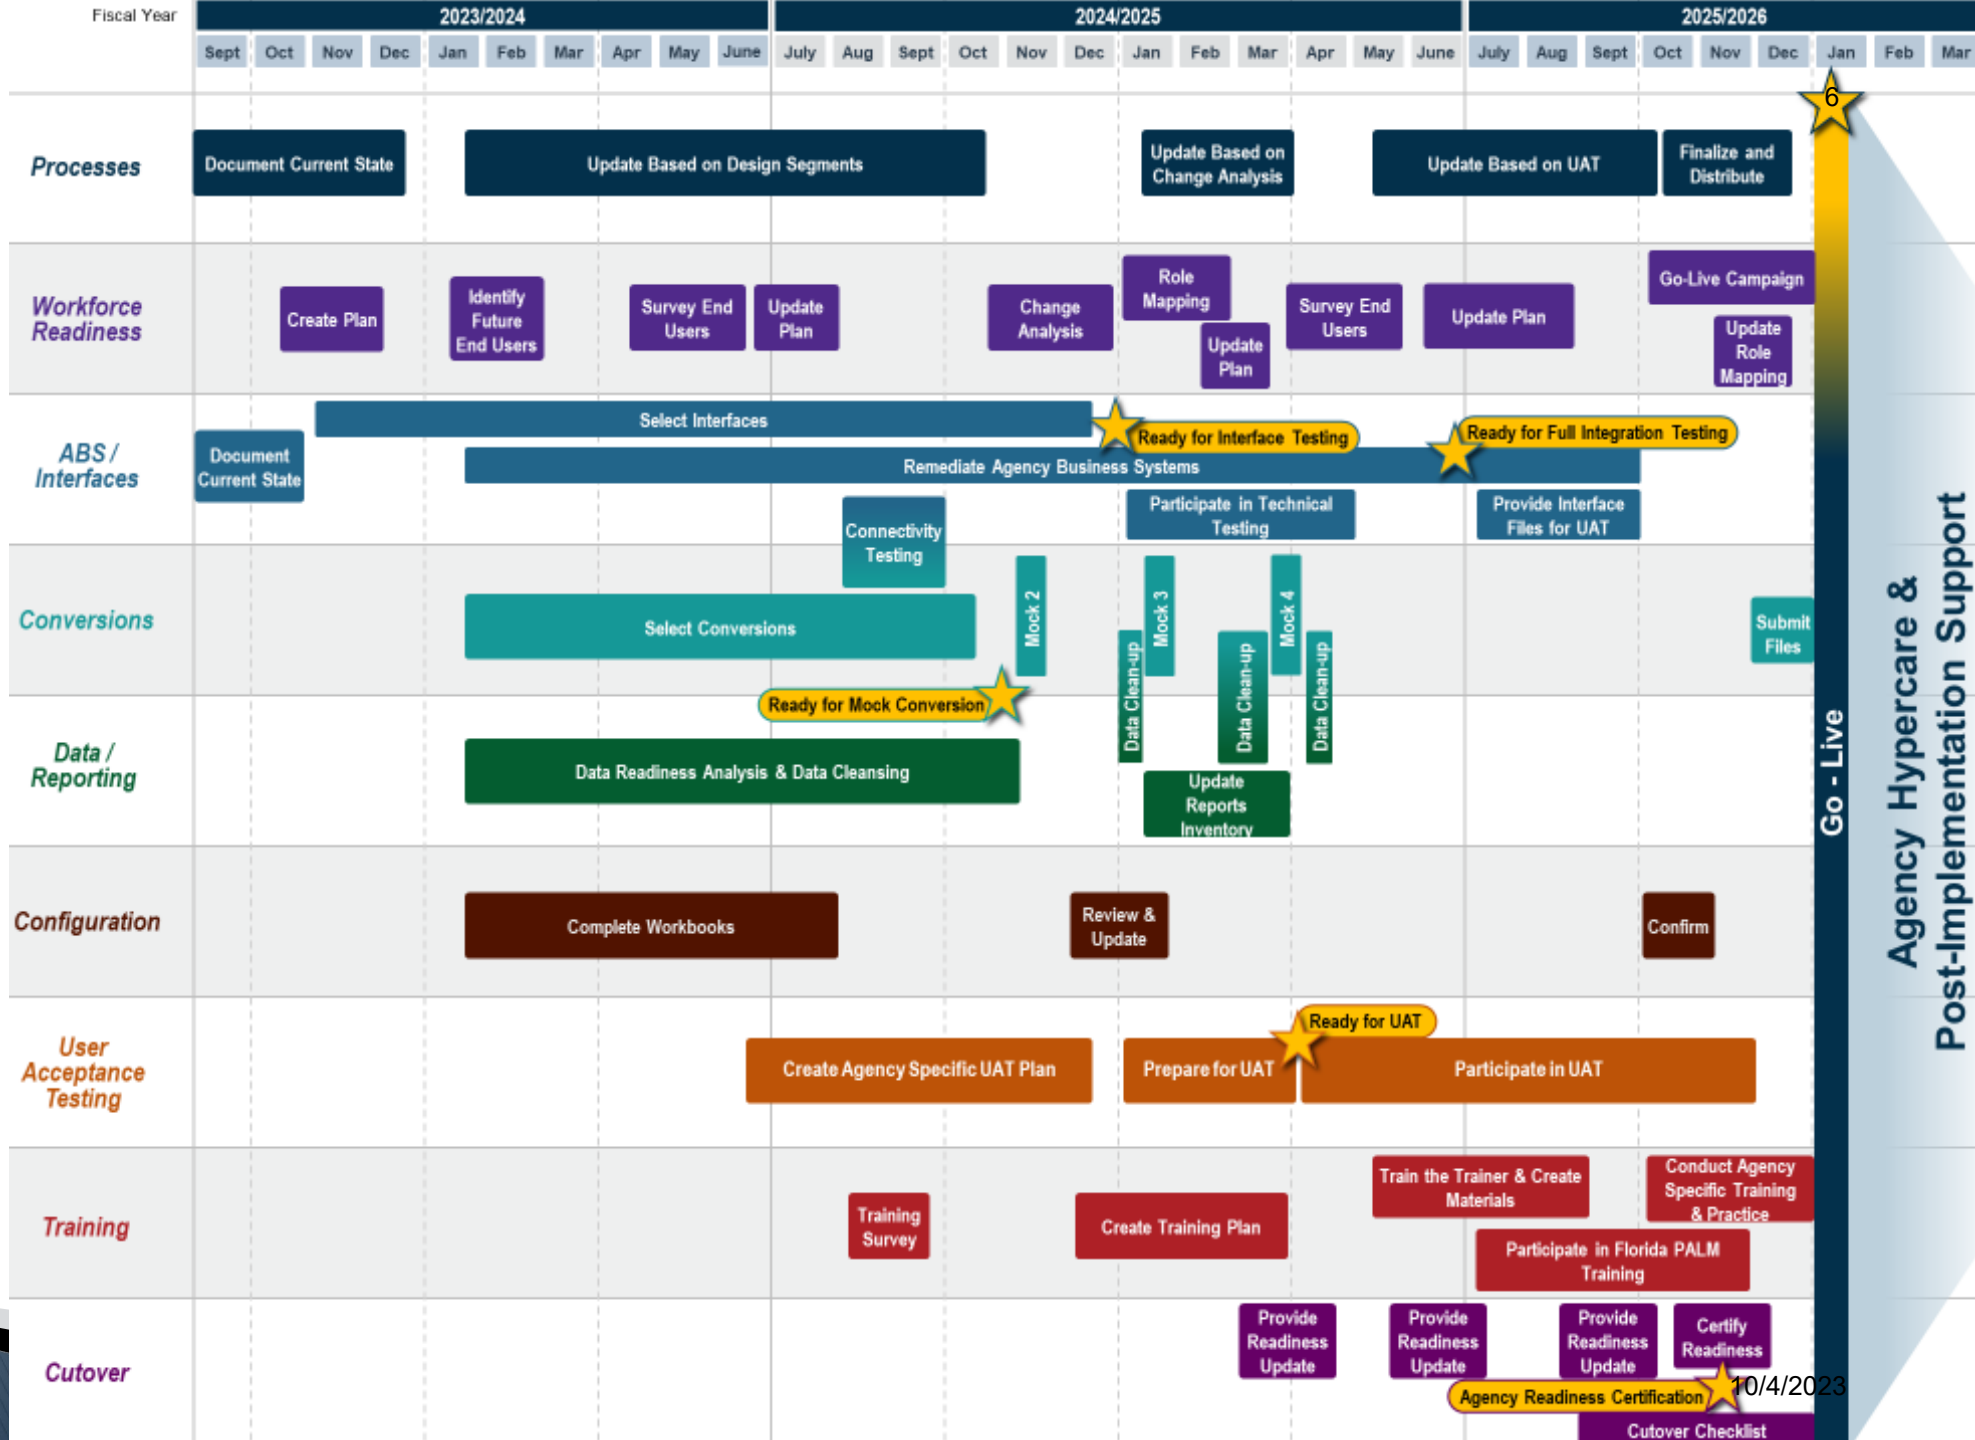 Fiscal Year
2023/2024
2024/2025
2025/2026
Sept Oct Nov Dec Jan Feb Mar Apr May June July Aug Sept Oct Nov Dec Jan Feb Mar Apr May June July Aug Sept Oct Nov Dec Jan Feb Mar
6
Processes
Document Current State
Update Based on Design Segments
Update Based on
Change Analysis
Update Based on UAT
Finalize and
Distribute
Workforce
Readiness
Create Plan
Identify
Future
End Users
Survey End
Users
Update
Plan
Change
Analysis
Role
Mapping
Update
Plan
Survey End
Users
Update Plan
Go-Live Campaign
Update
Role
Mapping
ABS /
Interfaces
Document
Current State
Select Interfaces
Ready for Interface Testing
Ready for Full Integration Testing
Remediate Agency Business Systems
Connectivity
Testing
Participate in Technical
Testing
Provide Interface
Files for UAT
Conversions
Select Conversions
Mock 2
Mock 3
Mock 4
Submit
Files
Ready for Mock Conversion
Data Clean-up
Data Clean-up
Data Clean-up
Data /
Reporting
Data Readiness Analysis & Data Cleansing
Update
Reports
Inventory
Configuration
Complete Workbooks
Review &
Update
Confirm
User
Acceptance
Testing
Create Agency Specific UAT Plan
Prepare for UAT
Ready for UAT
Participate in UAT
Training
Training
Survey
Create Training Plan
Train the Trainer & Create
Materials
Conduct Agency
Specific Training
& Practice
Participate in Florida PALM
Training
Cutover
Provide
Readiness
Update
Provide
Readiness
Update
Provide
Readiness
Update
Certify
Readiness
Agency Readiness Certification
10/4/2023
Cutover Checklist
Go - Live
Agency Hypercare &
Post-Implementation Support